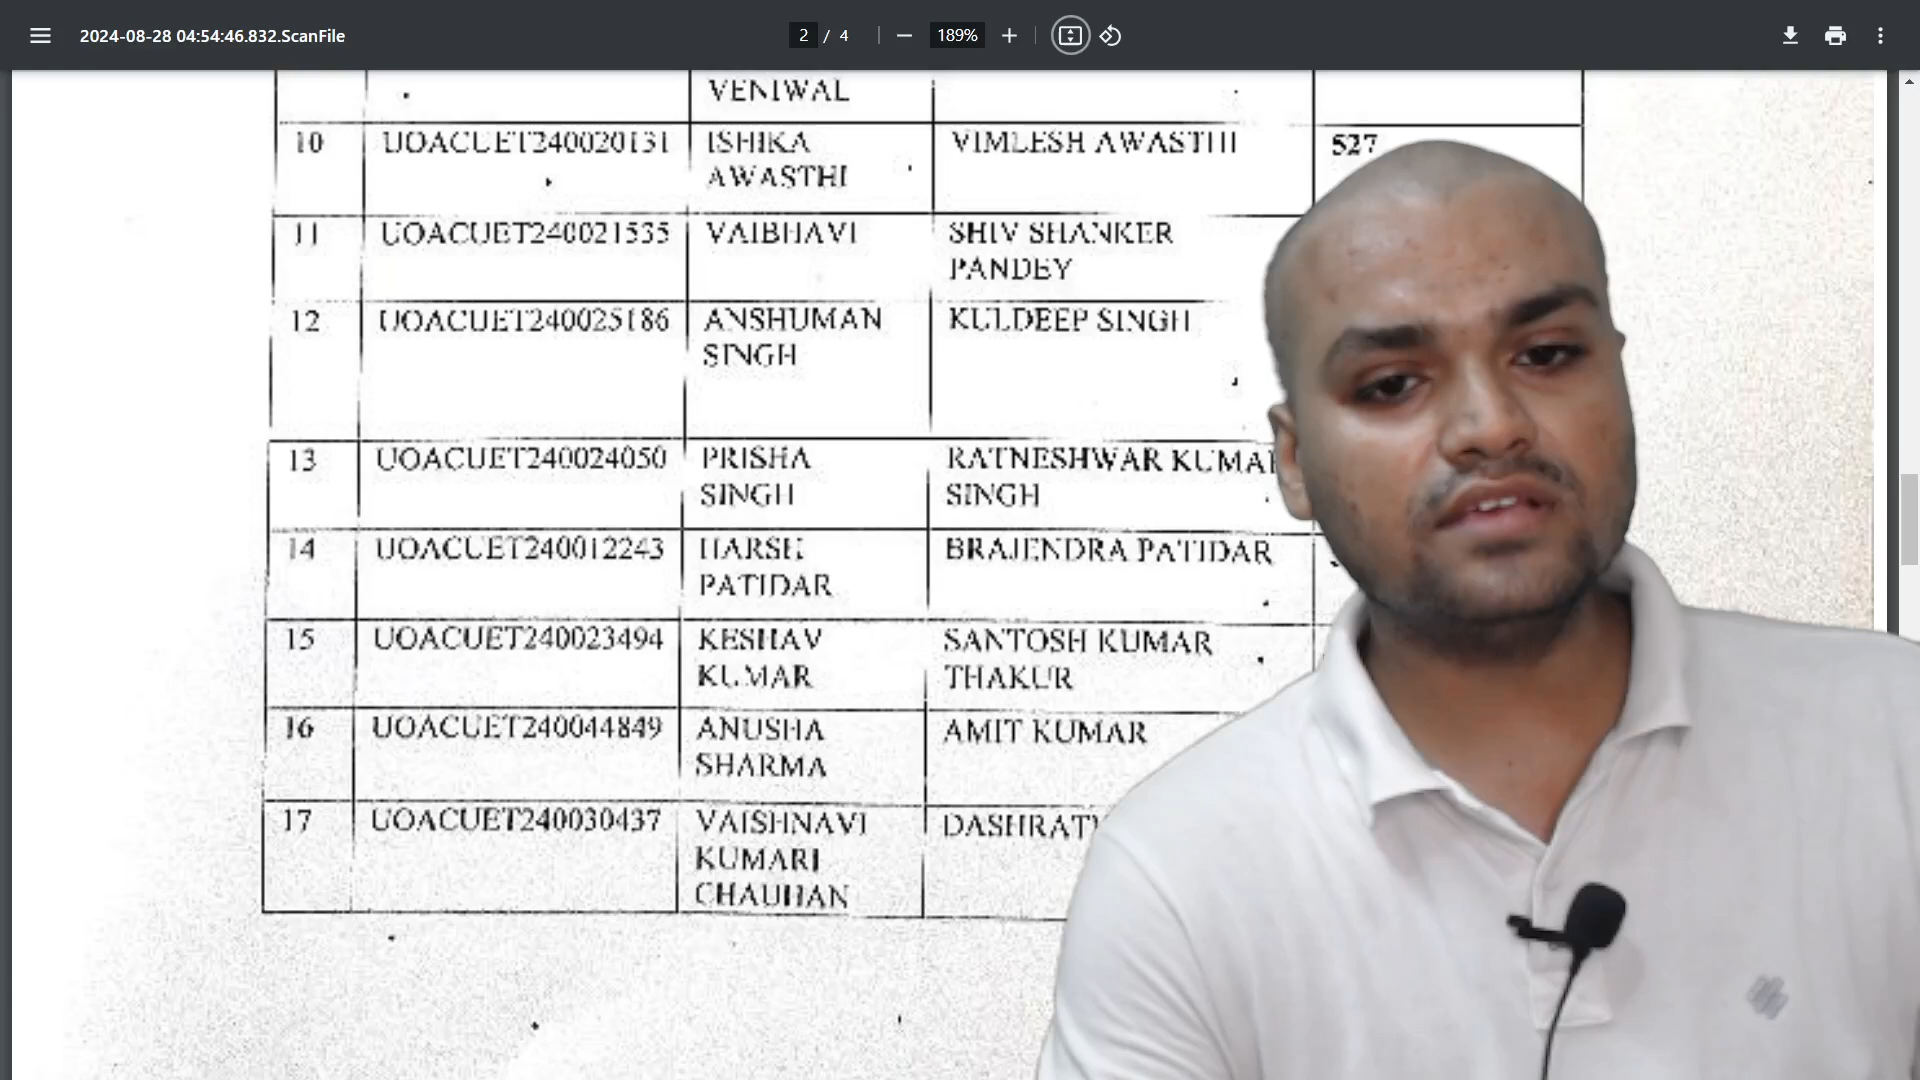 2024-08-28 04:54:46.832.ScanFile
2 / 4
189%
VENIWAL
10 UOACUET240020131 ISHIKA VIMLESH AWASTHI 527
AWASTHI
11 UOACUET240021535 VAIBHAVI SHIV SHANKER
PANDEY
12 UOACUET240025186 ANSHUMAN KULDEEP SINGH
SINGH
13 UOACUET240024050 PRISHA RATNESHWAR KUMAR
SINGH SINGH
14 UOACUET240012243 HARSH BRAJENDRA PATIDAR
PATIDAR
15 UOACUET240023494 KESHAV SANTOSH KUMAR
KUMAR THAKUR
16 UOACUET240044849 ANUSHA AMIT KUMAR
SHARMA
17 UOACUET240030437 VAISHNAVI
KUMARI
CHAUHAN